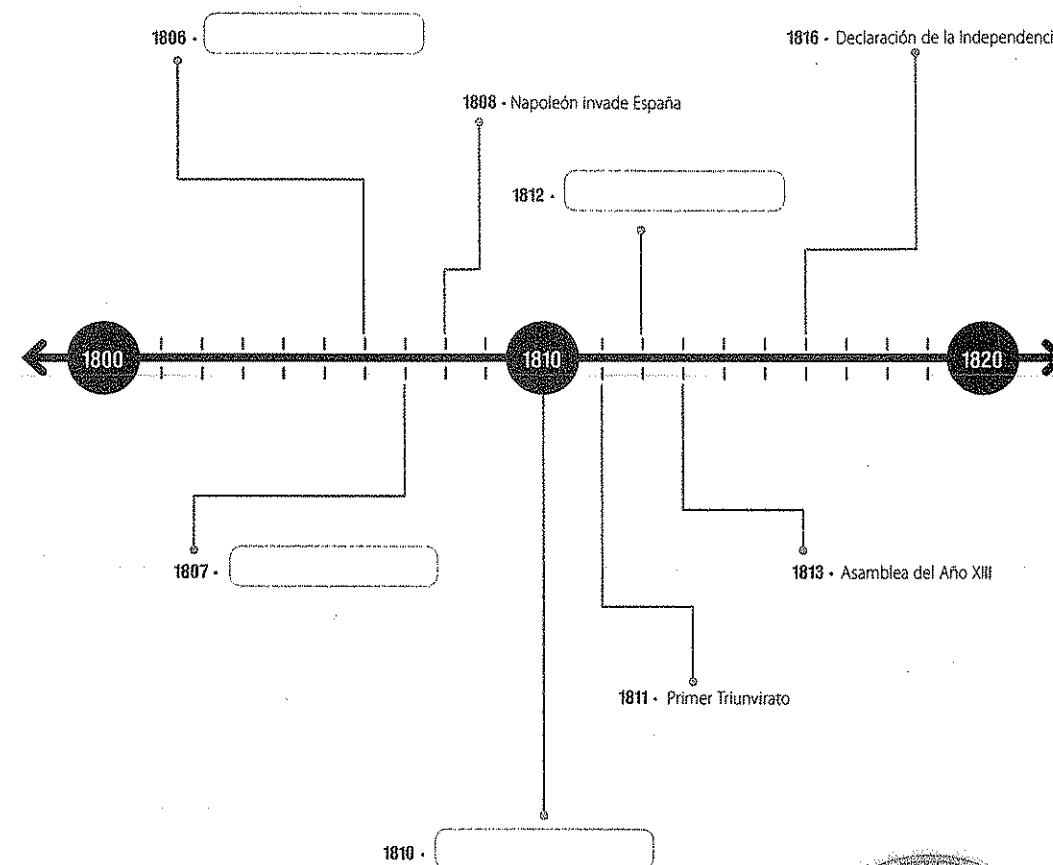 1806 •
1816 • Declaración de la Independenci
1808 • Napoleón invade España
1812 •
1800
1810
1820
1807 •
1813 • Asamblea del Año XIII
1811 • Primer Triunvirato
1810 •